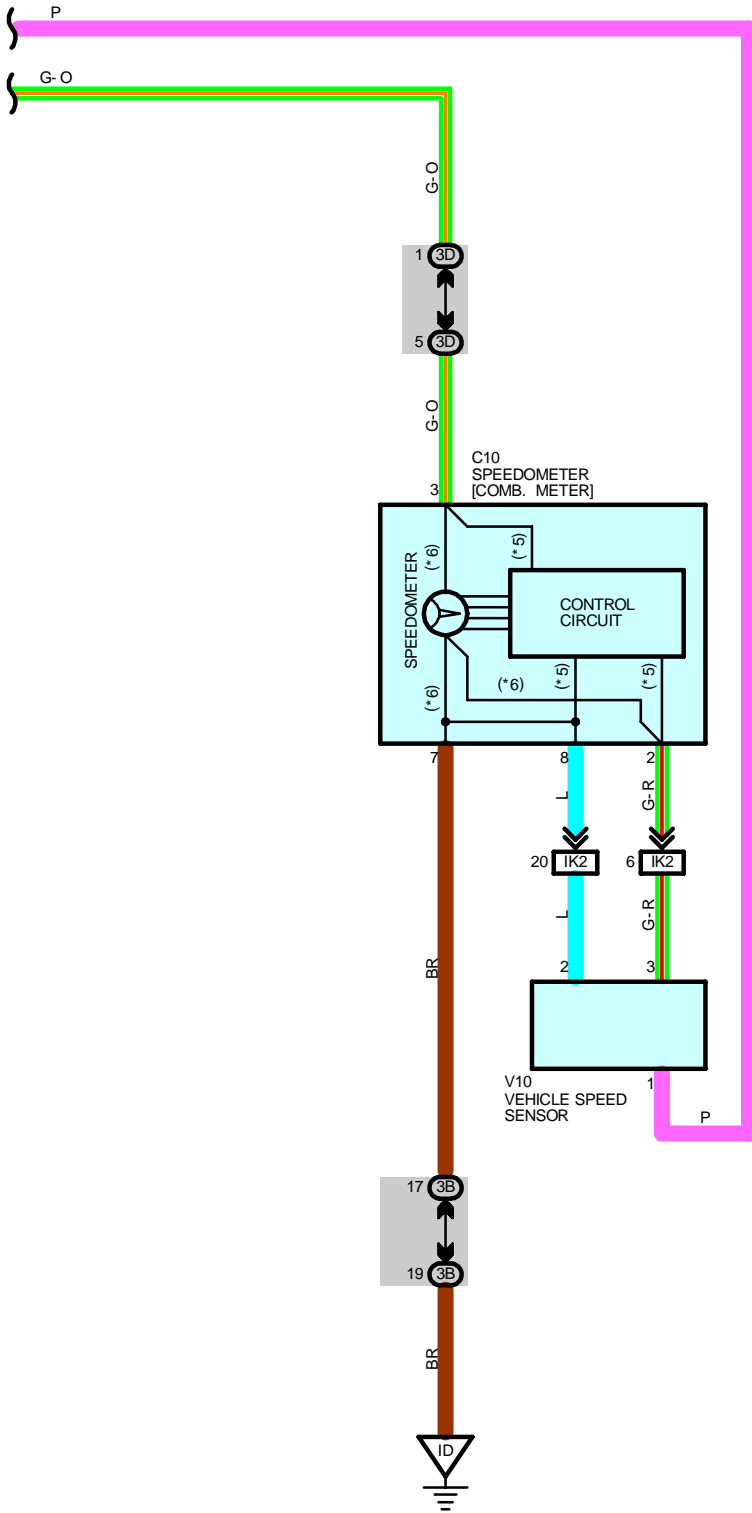 P
G-O
G-O
1 3D
5 3D
G-O
C10
SPEEDOMETER
[COMB. METER]
3
(*6)
(*5)
SPEEDOMETER
CONTROL
CIRCUIT
(*6)
(*6)
(*5)
(*5)
7
8
2
L
G-R
20 IK2
6 IK2
L
G-R
BR
2
3
V10
VEHICLE SPEED
SENSOR
1
P
17 3B
19 3B
BR
ID